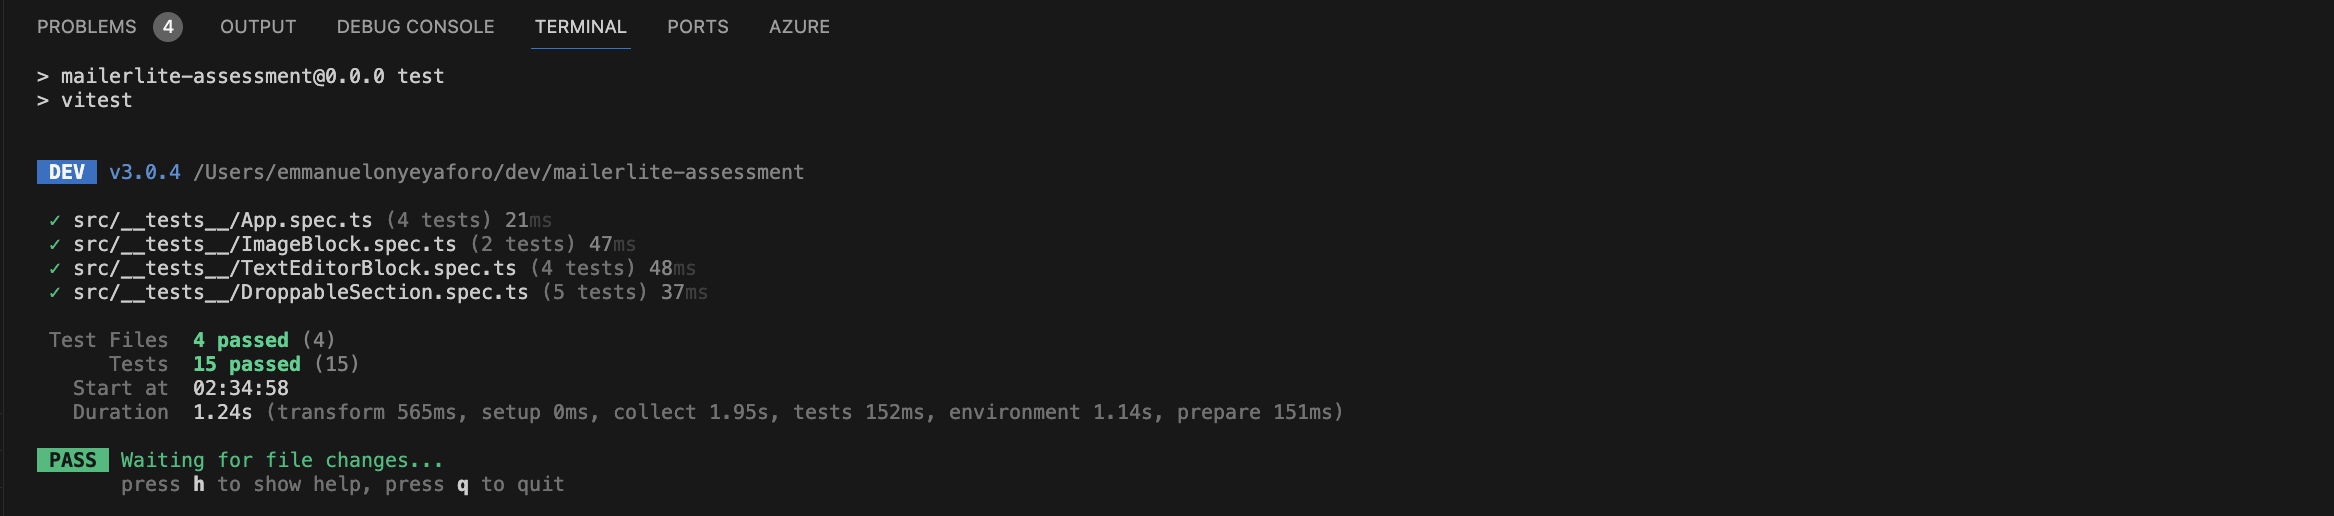 PROBLEMS 4 OUTPUT DEBUG CONSOLE TERMINAL PORTS AZURE
> mailerlite-assessment@0.0.0 test
> vitest
DEV v3.0.4 /Users/emmanuelonyeyaforo/dev/mailerlite-assessment
✓ src/__tests__/App.spec.ts (4 tests) 21ms
✓ src/__tests__/ImageBlock.spec.ts (2 tests) 47ms
✓ src/__tests__/TextEditorBlock.spec.ts (4 tests) 48ms
✓ src/__tests__/DroppableSection.spec.ts (5 tests) 37ms
Test Files 4 passed (4)
Tests 15 passed (15)
Start at 02:34:58
Duration 1.24s (transform 565ms, setup 0ms, collect 1.95s, tests 152ms, environment 1.14s, prepare 151ms)
PASS Waiting for file changes...
press h to show help, press q to quit